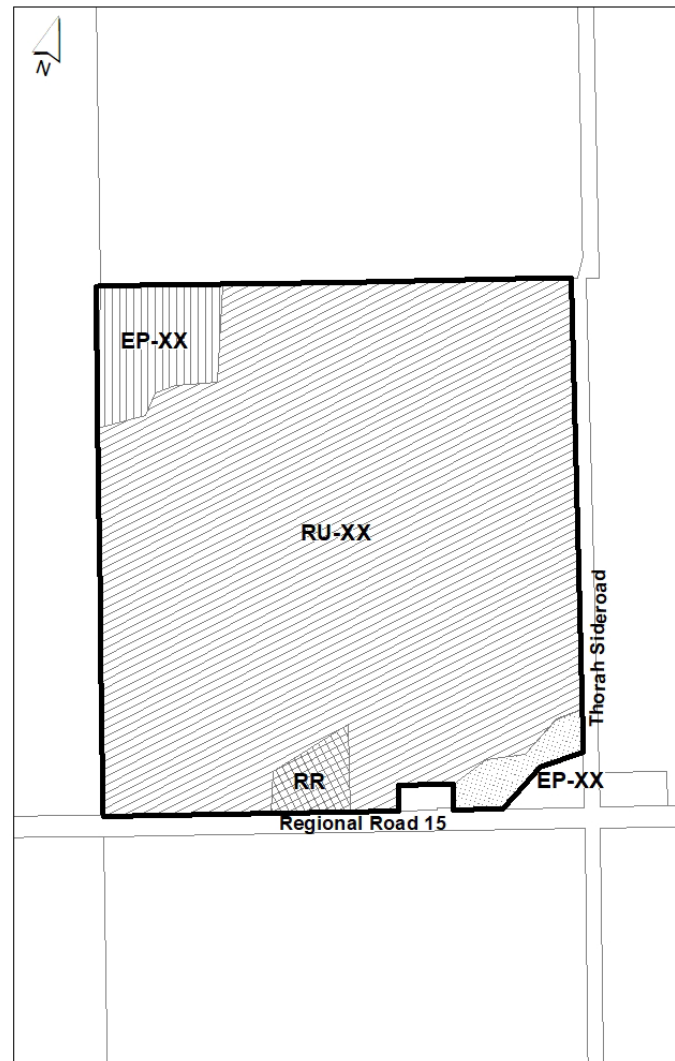 N
EP-XX
RU-XX
Thorah Sideroad
RR
EP-XX
Regional Road 15